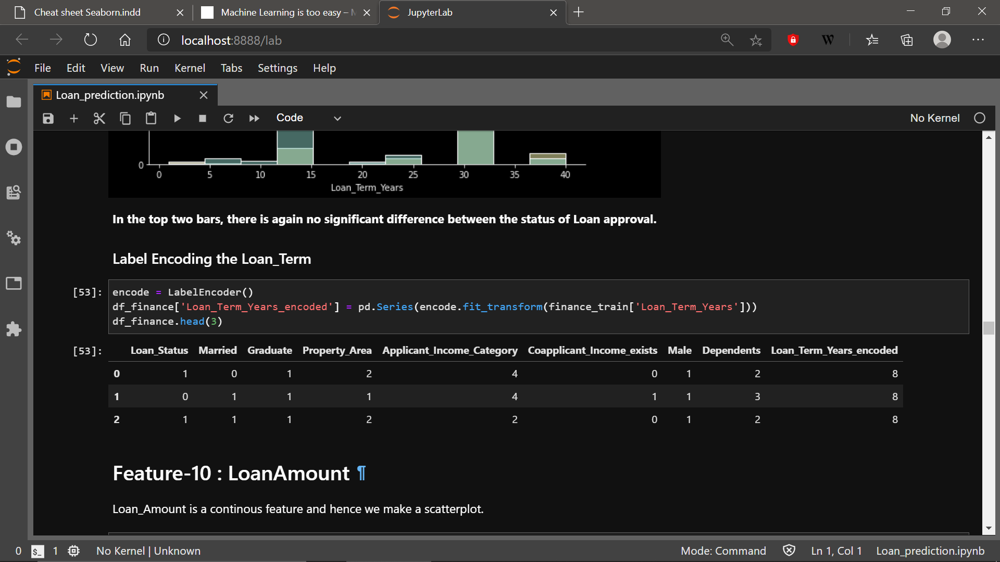 Cheat sheet Seaborn.indd
Machine Learning is too easy –
JupyterLab
localhost:8888/lab
W
File Edit View Run Kernel Tabs Settings Help
Loan_prediction.ipynb
Code
No Kernel
0
0 5 10 15 20 25 30 35 40
Loan_Term_Years
In the top two bars, there is again no significant difference between the status of Loan approval.
Label Encoding the Loan_Term
[53]: encode = LabelEncoder()
df_finance['Loan_Term_Years_encoded'] = pd.Series(encode.fit_transform(finance_train['Loan_Term_Years']))
df_finance.head(3)
[53]: Loan_Status Married Graduate Property_Area Applicant_Income_Category Coapplicant_Income_exists Male Dependents Loan_Term_Years_encoded
0 1 0 1 2 4 0 1 2 8
1 0 1 1 1 4 1 1 3 8
2 1 1 1 2 2 0 1 2 8
Feature-10 : LoanAmount ¶
Loan_Amount is a continous feature and hence we make a scatterplot.
0 $_ 1 No Kernel | Unknown Mode: Command Ln 1, Col 1 Loan_prediction.ipynb